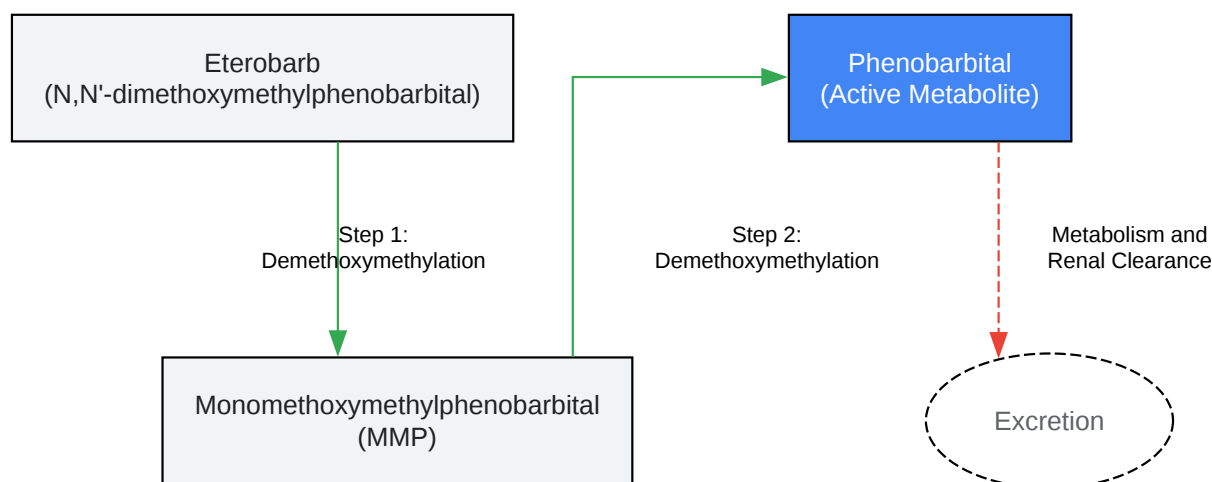 Eterobarb
(N,N'-dimethoxymethylphenobarbital)
Phenobarbital
(Active Metabolite)
Step 1:
Demethoxymethylation
Step 2:
Demethoxymethylation
Metabolism and
Renal Clearance
Monomethoxymethylphenobarbital
(MMP)
Excretion